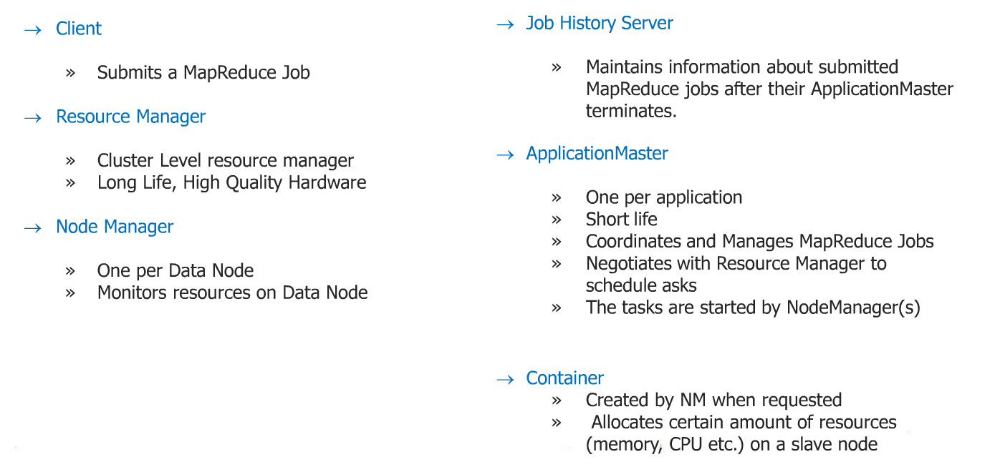 → Client
» Submits a MapReduce Job
→ Resource Manager
» Cluster Level resource manager
» Long Life, High Quality Hardware
→ Node Manager
» One per Data Node
» Monitors resources on Data Node
→ Job History Server
» Maintains information about submitted
MapReduce jobs after their ApplicationMaster
terminates.
→ ApplicationMaster
» One per application
» Short life
» Coordinates and Manages MapReduce Jobs
» Negotiates with Resource Manager to
schedule asks
» The tasks are started by NodeManager(s)
→ Container
» Created by NM when requested
» Allocates certain amount of resources
(memory, CPU etc.) on a slave node